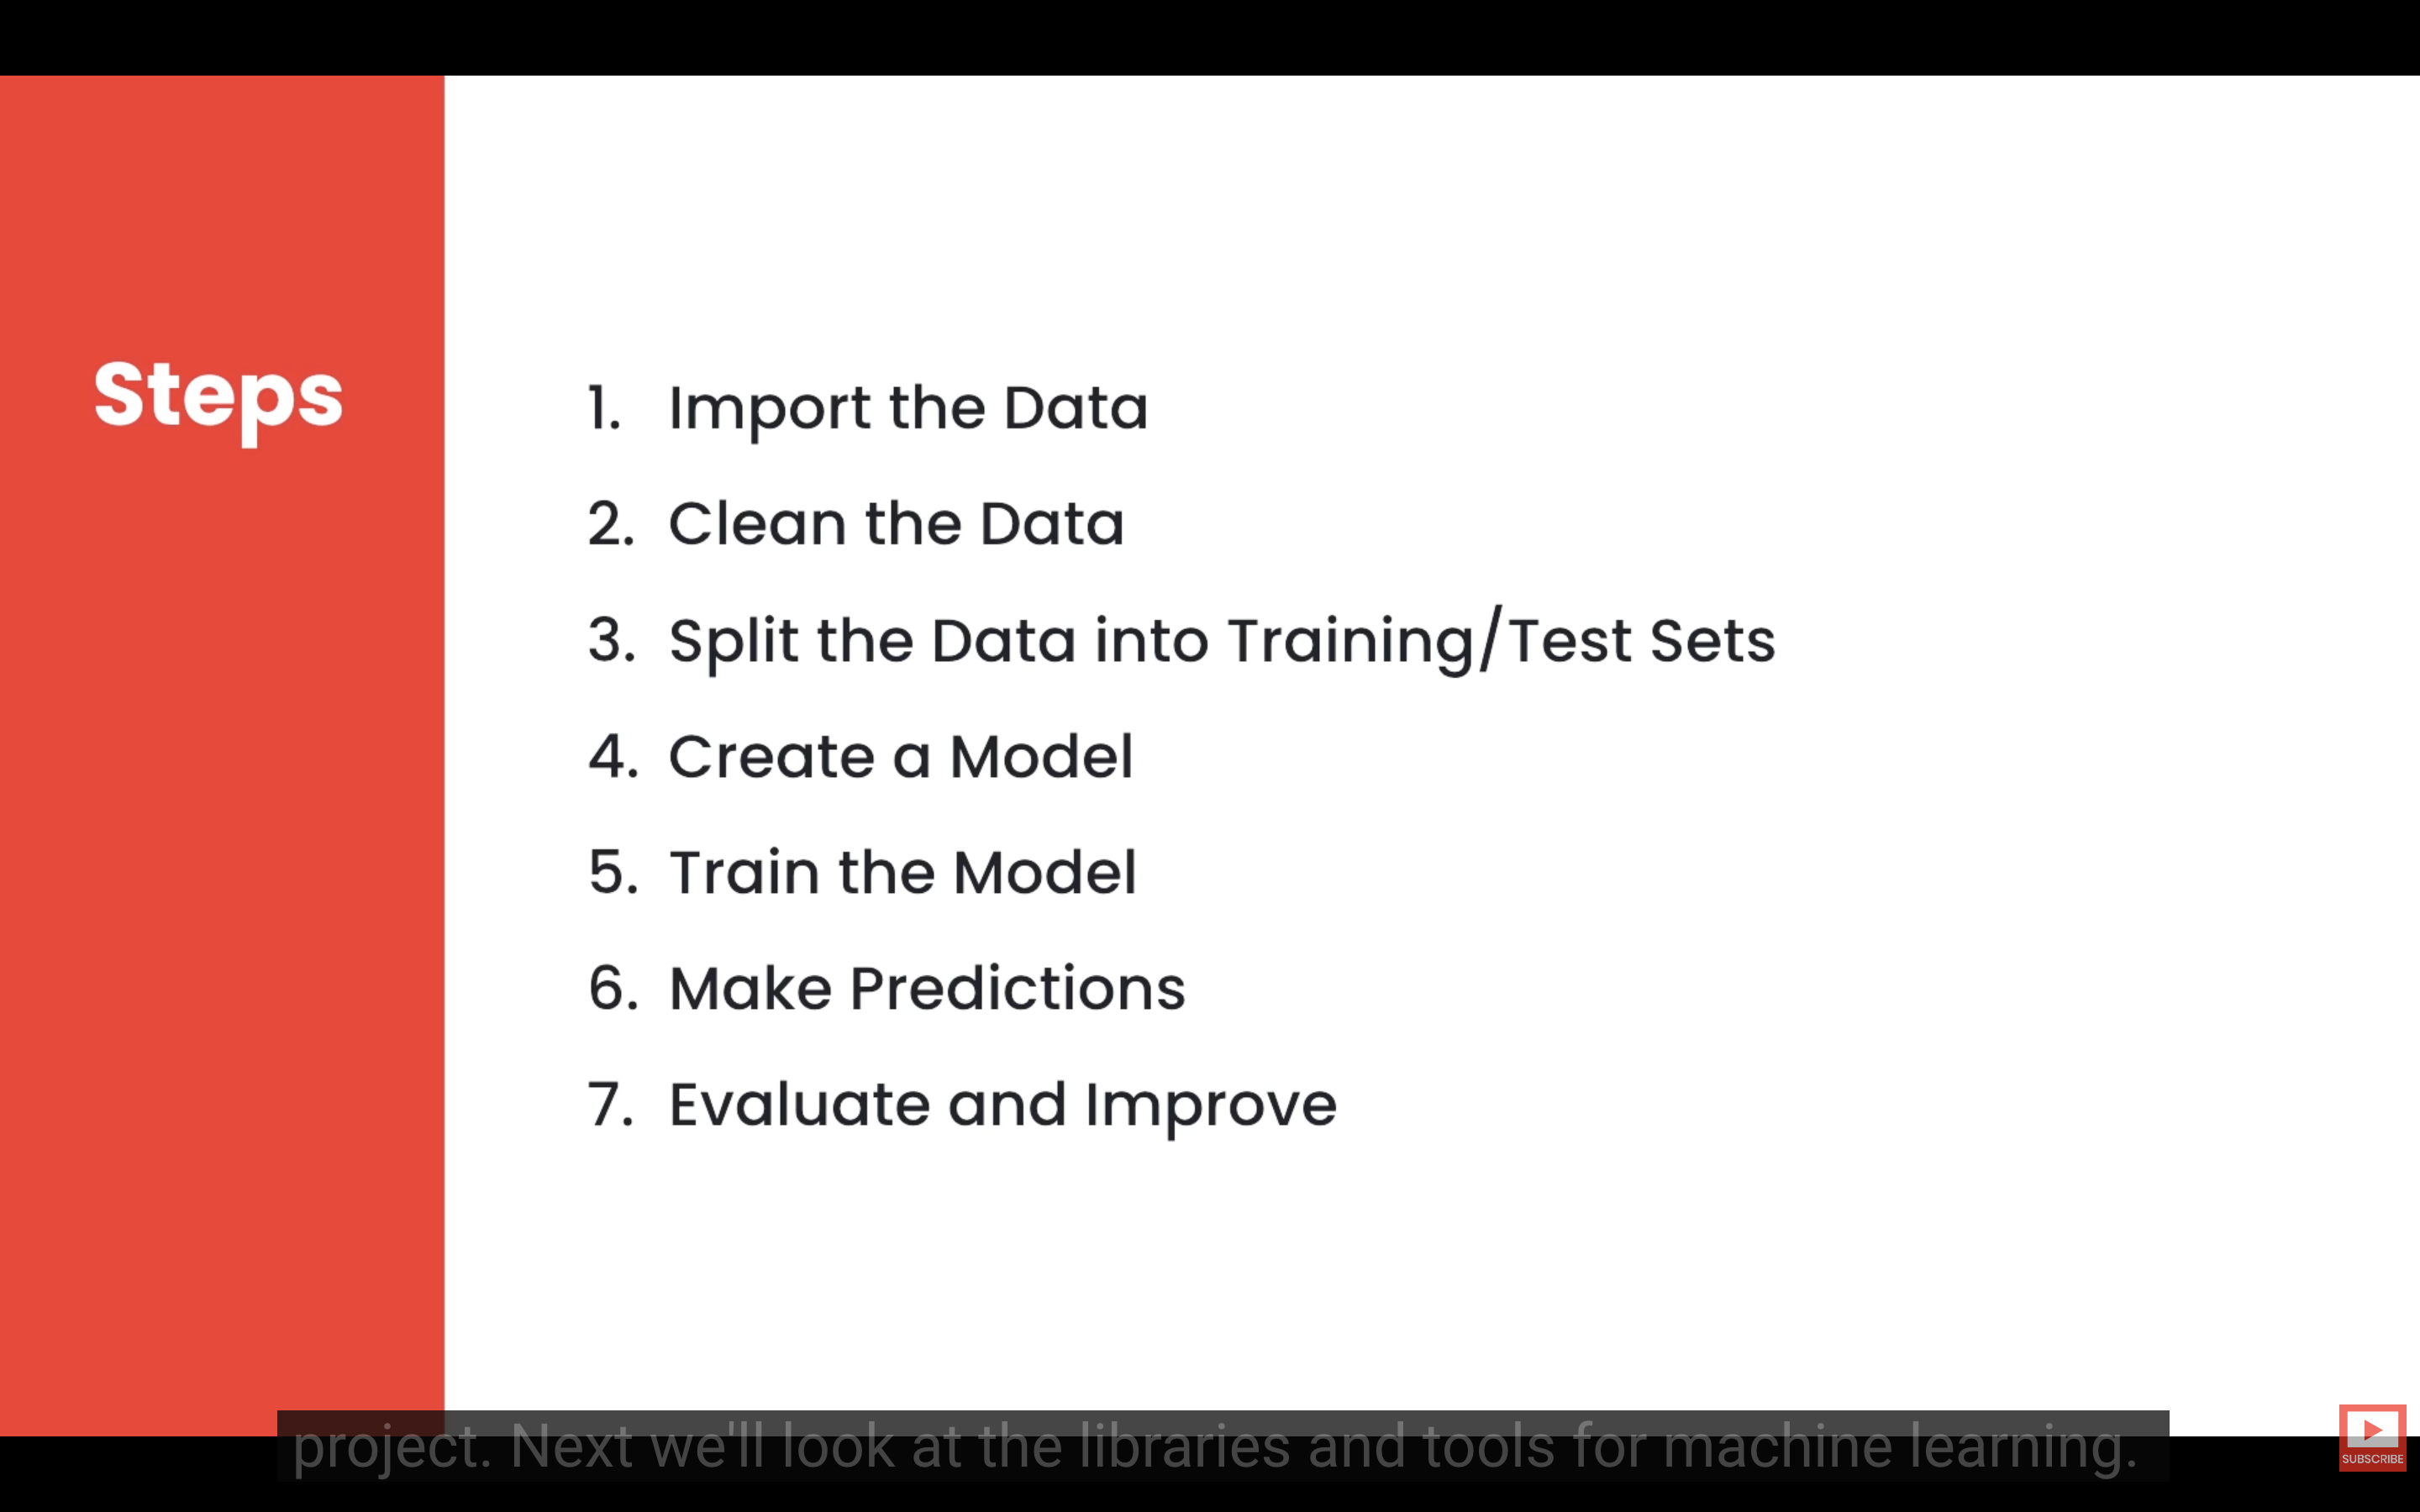 Steps
1. Import the Data
2. Clean the Data
3. Split the Data into Training/Test Sets
4. Create a Model
5. Train the Model
6. Make Predictions
7. Evaluate and Improve
project. Next we'll look at the libraries and tools for machine learning.
SUBSCRIBE